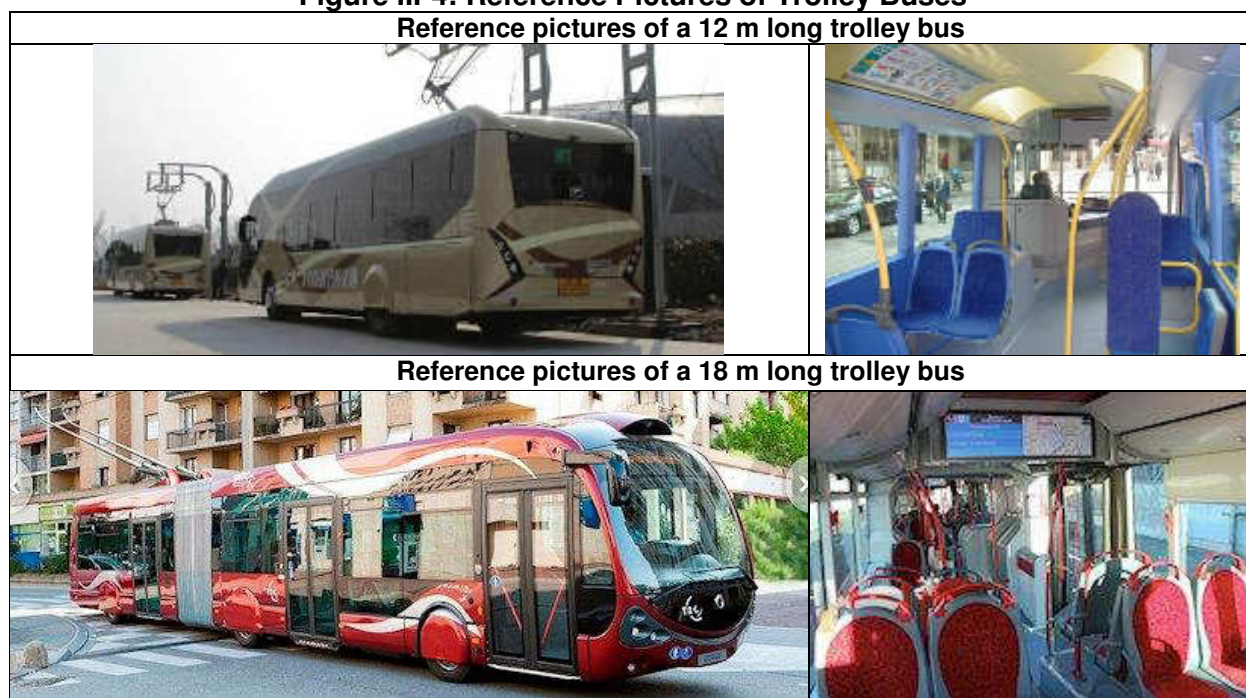 Figure III-4: Reference Pictures of Trolley Buses
Reference pictures of a 12 m long trolley bus
Reference pictures of a 18 m long trolley bus